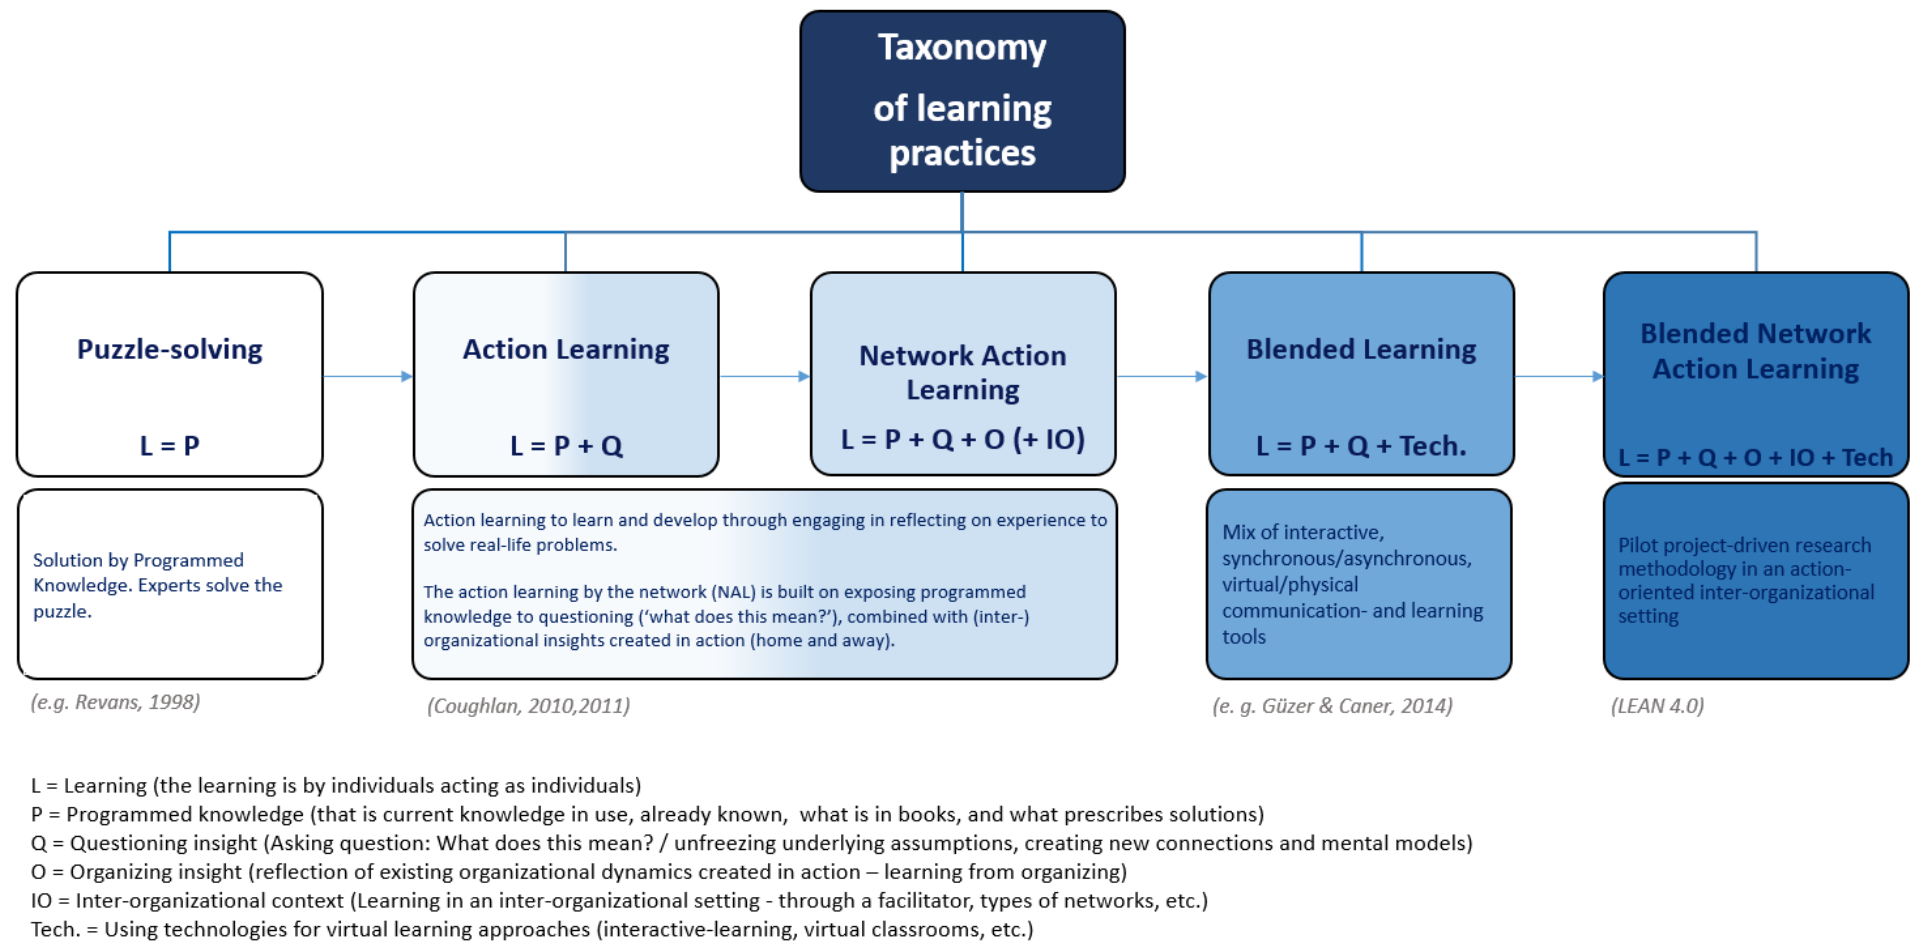 Taxonomy
of learning
practices
Puzzle-solving
L = P
Action Learning
L = P + Q
Network Action
Learning
L = P + Q + O (+ IO)
Blended Learning
L = P + Q + Tech.
Blended Network
Action Learning
L = P + Q + O + IO + Tech
Solution by Programmed
Knowledge. Experts solve the
puzzle.
(e.g. Revans, 1998)
Action learning to learn and develop through engaging in reflecting on experience to
solve real-life problems.
The action learning by the network (NAL) is built on exposing programmed
knowledge to questioning (‘what does this mean?’), combined with (inter-)
organizational insights created in action (home and away).
(Coughlan, 2010,2011)
Mix of interactive,
synchronous/asynchronous,
virtual/physical
communication- and learning
tools
(e. g. Güzer & Caner, 2014)
Pilot project-driven research
methodology in an action-
oriented inter-organizational
setting
(LEAN 4.0)
L = Learning (the learning is by individuals acting as individuals)
P = Programmed knowledge (that is current knowledge in use, already known,  what is in books, and what prescribes solutions)
Q = Questioning insight (Asking question: What does this mean? / unfreezing underlying assumptions, creating new connections and mental models)
O = Organizing insight (reflection of existing organizational dynamics created in action – learning from organizing)
IO = Inter-organizational context (Learning in an inter-organizational setting - through a facilitator, types of networks, etc.)
Tech. = Using technologies for virtual learning approaches (interactive-learning, virtual classrooms, etc.)